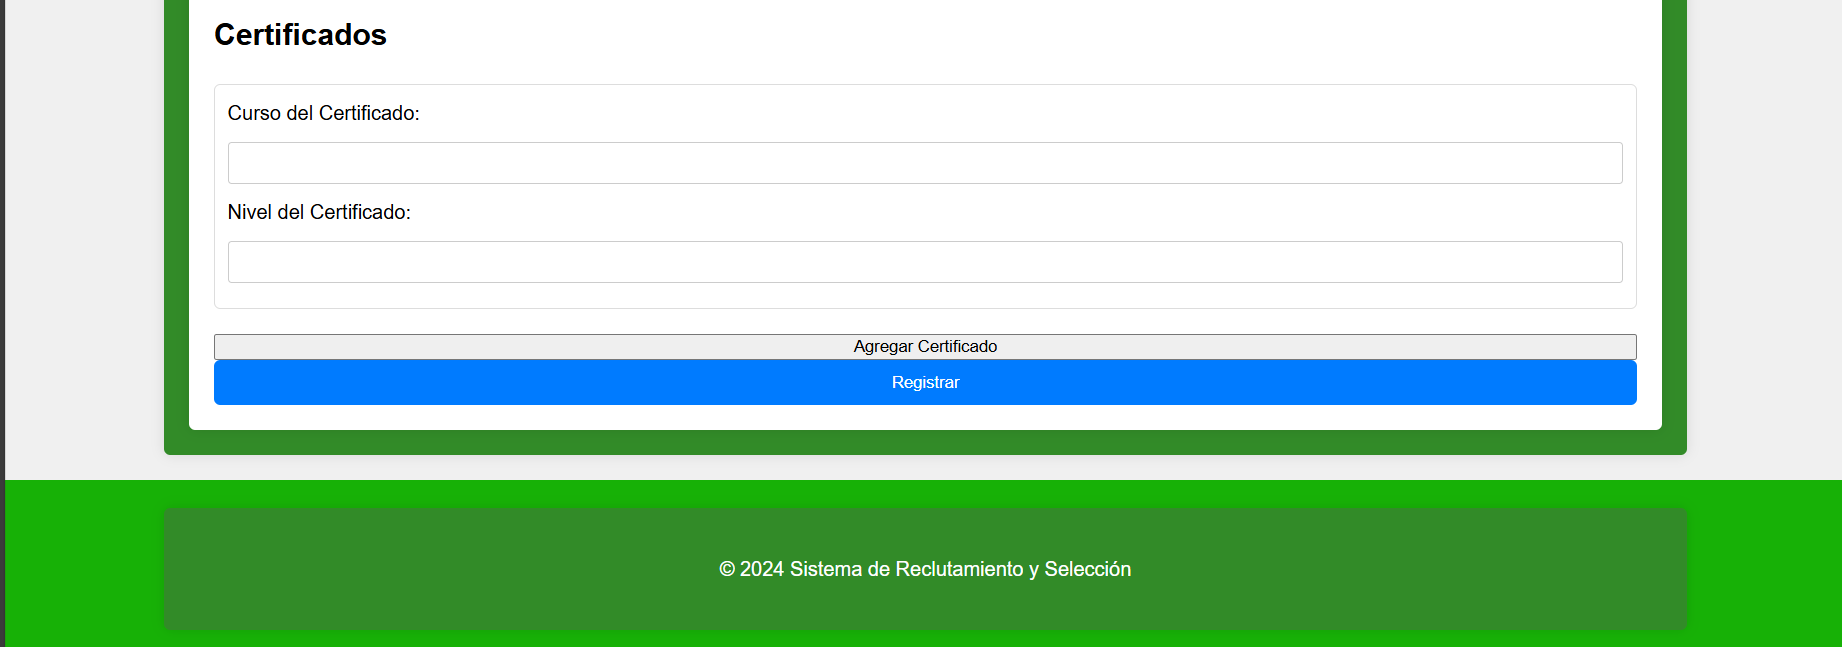 Certificados
Curso del Certificado:
Nivel del Certificado:
Agregar Certificado
Registrar
© 2024 Sistema de Reclutamiento y Selección